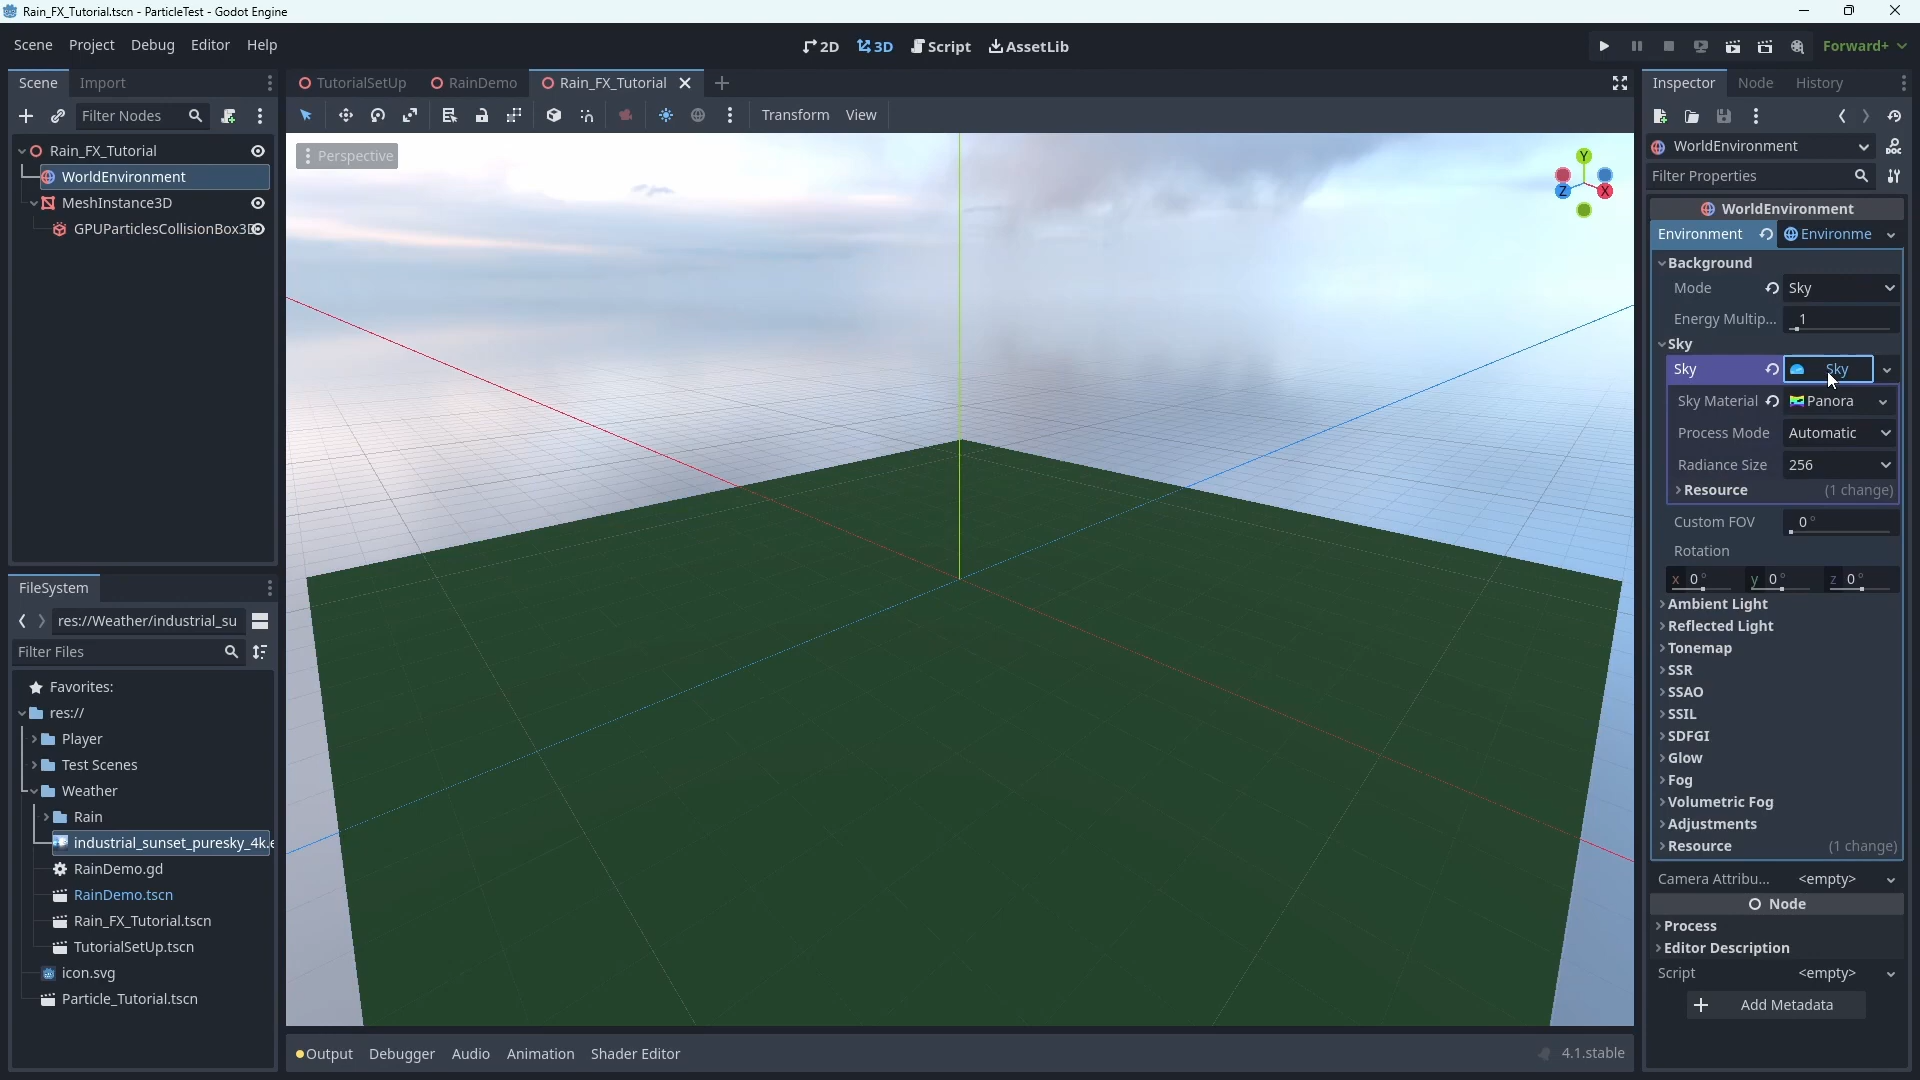 Rain_FX_Tutorial.tscn - ParticleTest - Godot Engine
Scene Project Debug Editor Help
2D 3D Script AssetLib
Forward+
Scene Import
TutorialSetUp RainDemo Rain_FX_Tutorial
Inspector Node History
Filter Nodes
Transform View
Rain_FX_Tutorial
WorldEnvironment
MeshInstance3D
GPUParticlesCollisionBox3D
Perspective
Y
Z X
FileSystem
res://Weather/industrial_su
Filter Files
Favorites:
res://
Player
Test Scenes
Weather
Rain
industrial_sunset_puresky_4k.e
RainDemo.gd
RainDemo.tscn
Rain_FX_Tutorial.tscn
TutorialSetUp.tscn
icon.svg
Particle_Tutorial.tscn
Output Debugger Audio Animation Shader Editor
4.1.stable
WorldEnvironment
Filter Properties
WorldEnvironment
Environment Environme
Background
Mode Sky
Energy Multip... 1
Sky
Sky Sky
Sky Material Panora
Process Mode Automatic
Radiance Size 256
Resource (1 change)
Custom FOV 0 °
Rotation
x 0 ° y 0 ° z 0 °
Ambient Light
Reflected Light
Tonemap
SSR
SSAO
SSIL
SDFGI
Glow
Fog
Volumetric Fog
Adjustments
Resource (1 change)
Camera Attribu... <empty>
Node
Process
Editor Description
Script <empty>
Add Metadata